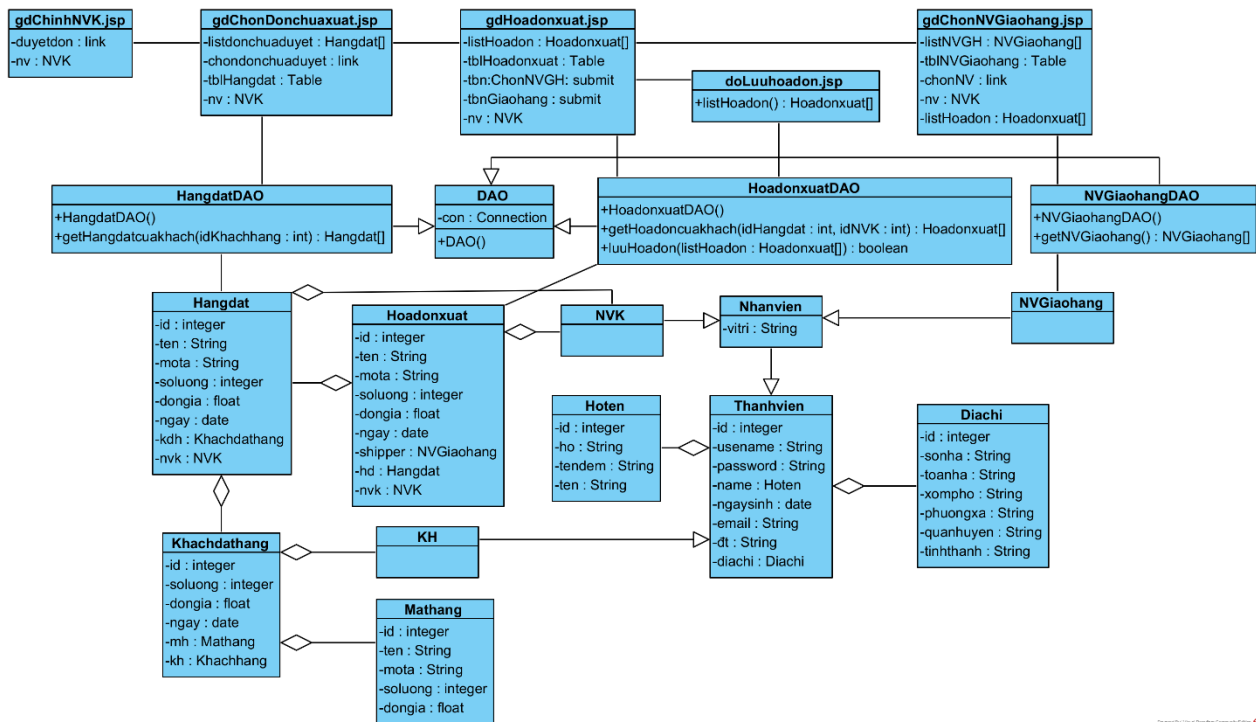 gdChinhNVK.jsp
-duyetdon : link
-nv : NVK
gdChonDonchuaxuat.jsp
-listdonchuaduyet : Hangdat[]
-chondonchuaduyet : link
-tblHangdat : Table
-nv : NVK
gdHoadonxuat.jsp
-listHoadon : Hoadonxuat[]
-tblHoadonxuat : Table
-tbn:ChonNVGH: submit
-tbnGiaohang : submit
-nv : NVK
doLuuhoadon.jsp
+listHoadon() : Hoadonxuat[]
gdChonNVGiaohang.jsp
-listNVGH : NVGiaohang[]
-tblNVGiaohang : Table
-chonNV : link
-nv : NVK
-listHoadon : Hoadonxuat[]
HangdatDAO
+HangdatDAO()
+getHangdatcuakhach(idKhachhang : int) : Hangdat[]
DAO
-con : Connection
+DAO()
HoadonxuatDAO
+HoadonxuatDAO()
+getHoadoncuakhach(idHangdat : int, idNVK : int) : Hoadonxuat[]
+luuHoadon(listHoadon : Hoadonxuat[]) : boolean
NVGiaohangDAO
+NVGiaohangDAO()
+getNVGiaohang() : NVGiaohang[]
Hangdat
-id : integer
-ten : String
-mota : String
-soluong : integer
-dongia : float
-ngay : date
-kdh : Khachdathang
-nvk : NVK
Hoadonxuat
-id : integer
-ten : String
-mota : String
-soluong : integer
-dongia : float
-ngay : date
-shipper : NVGiaohang
-hd : Hangdat
-nvk : NVK
NVK
Nhanvien
-vitri : String
NVGiaohang
Hoten
-id : integer
-ho : String
-tendem : String
-ten : String
Thanhvien
-id : integer
-usename : String
-password : String
-name : Hoten
-ngaysinh : date
-email : String
-đt : String
-diachi : Diachi
Diachi
-id : integer
-sonha : String
-toanha : String
-xompho : String
-phuongxa : String
-quanhuyen : String
-tinhthanh : String
Khachdathang
-id : integer
-soluong : integer
-dongia : float
-ngay : date
-mh : Mathang
-kh : Khachhang
KH
Mathang
-id : integer
-ten : String
-mota : String
-soluong : integer
-dongia : float